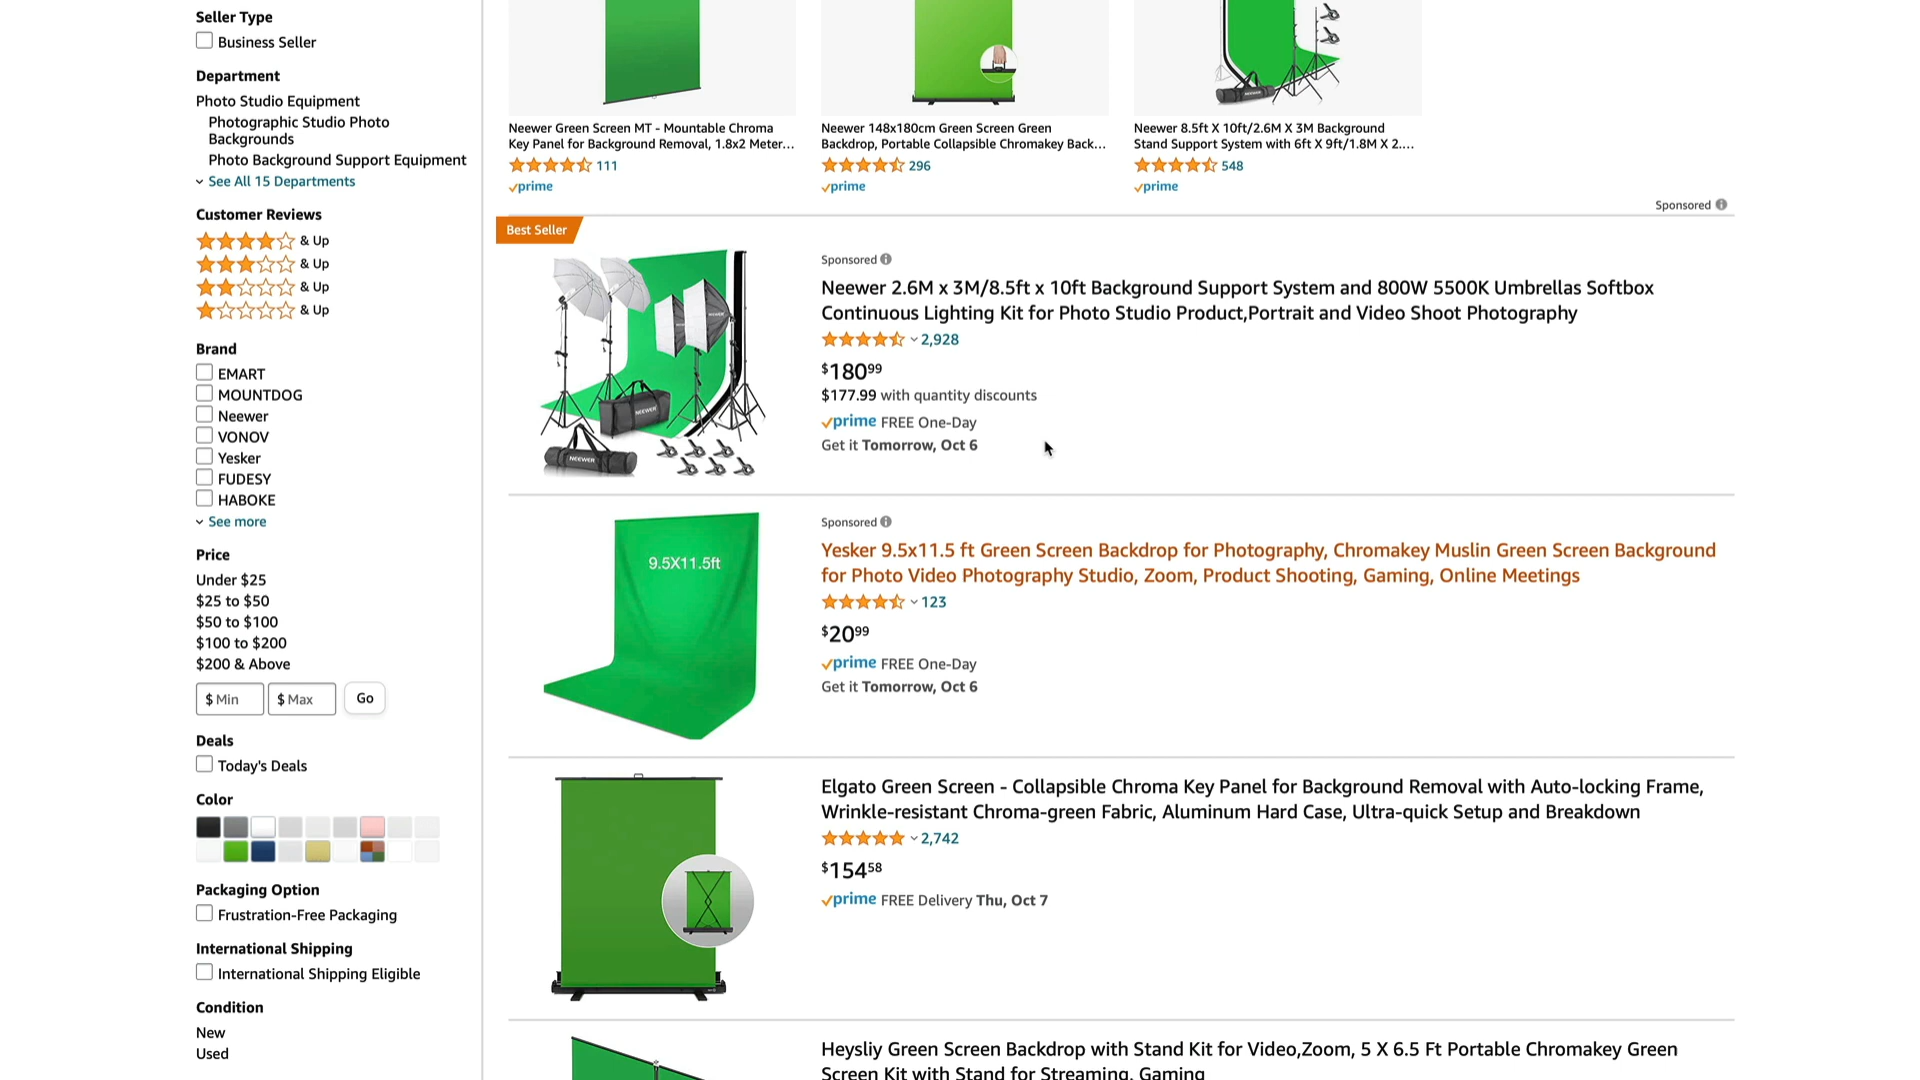 Seller Type
Business Seller
Department
Photo Studio Equipment
Photographic Studio Photo
Backgrounds
Photo Background Support Equipment
See All 15 Departments
Customer Reviews
& Up
& Up
& Up
& Up
Brand
EMART
MOUNTDOG
Neewer
VONOV
Yesker
FUDESY
HABOKE
See more
Price
Under $25
$25 to $50
$50 to $100
$100 to $200
$200 & Above
$ Min
$ Max
Go
Deals
Today's Deals
Color
Packaging Option
Frustration-Free Packaging
International Shipping
International Shipping Eligible
Condition
New
Used
Neewer Green Screen MT - Mountable Chroma
Key Panel for Background Removal, 1.8x2 Meter...
111
prime
Neewer 148x180cm Green Screen Green
Backdrop, Portable Collapsible Chromakey Back...
296
prime
Neewer 8.5ft X 10ft/2.6M X 3M Background
Stand Support System with 6ft X 9ft/1.8M X 2....
548
prime
Sponsored
Best Seller
NEEWER
NEEWER
Sponsored
Neewer 2.6M x 3M/8.5ft x 10ft Background Support System and 800W 5500K Umbrellas Softbox
Continuous Lighting Kit for Photo Studio Product,Portrait and Video Shoot Photography
2,928
$180 99
$177.99 with quantity discounts
prime FREE One-Day
Get it Tomorrow, Oct 6
9.5X11.5ft
Sponsored
Yesker 9.5x11.5 ft Green Screen Backdrop for Photography, Chromakey Muslin Green Screen Background
for Photo Video Photography Studio, Zoom, Product Shooting, Gaming, Online Meetings
123
$20 99
prime FREE One-Day
Get it Tomorrow, Oct 6
Elgato Green Screen - Collapsible Chroma Key Panel for Background Removal with Auto-locking Frame,
Wrinkle-resistant Chroma-green Fabric, Aluminum Hard Case, Ultra-quick Setup and Breakdown
2,742
$154 58
prime FREE Delivery Thu, Oct 7
Heysliy Green Screen Backdrop with Stand Kit for Video,Zoom, 5 X 6.5 Ft Portable Chromakey Green
Screen Kit with Stand for Streaming, Gaming